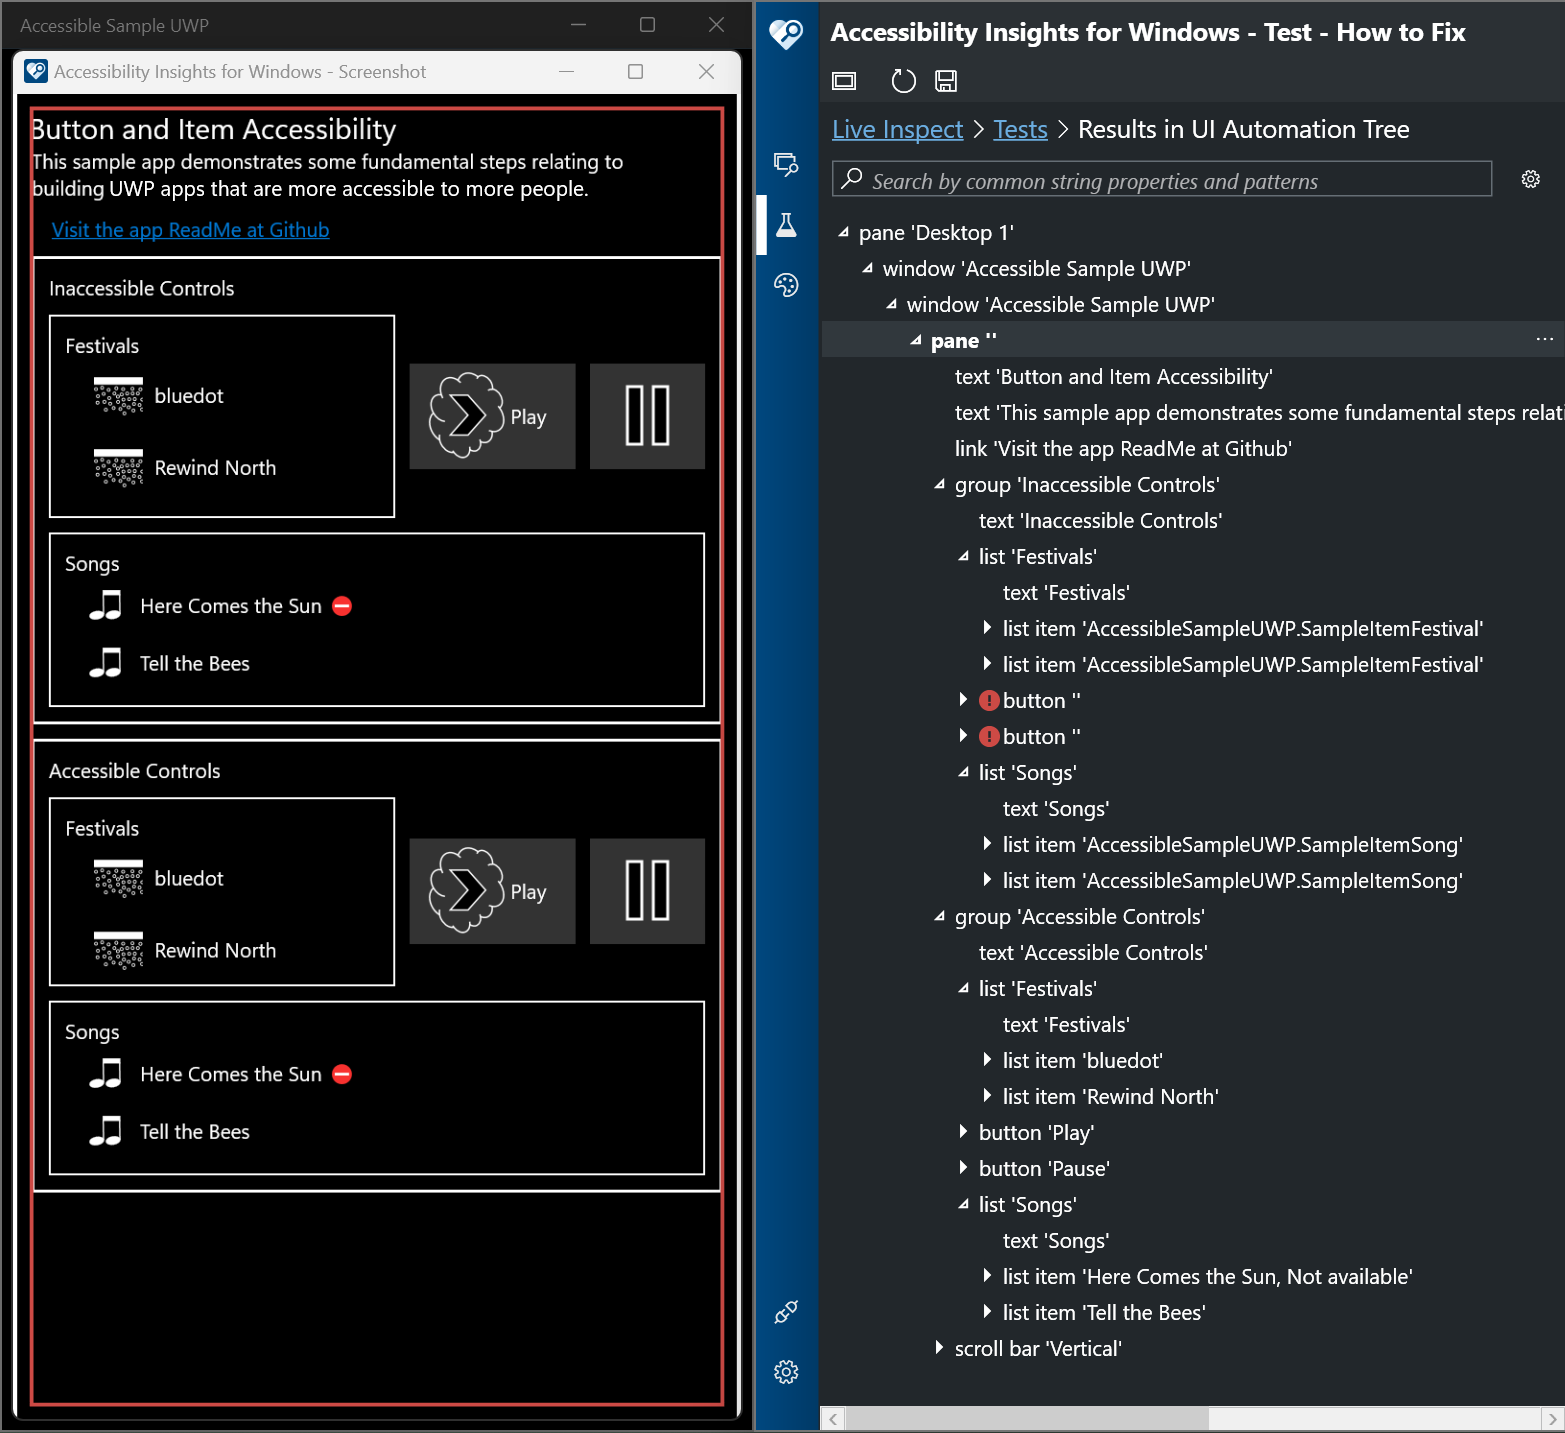 Accessible Sample UWP
Accessibility Insights for Windows - Screenshot
Button and Item Accessibility
This sample app demonstrates some fundamental steps relating to
building UWP apps that are more accessible to more people.
Visit the app ReadMe at Github
Inaccessible Controls
Festivals
bluedot
Rewind North
Play
Songs
Here Comes the Sun
Tell the Bees
Accessible Controls
Festivals
bluedot
Rewind North
Play
Songs
Here Comes the Sun
Tell the Bees
Accessibility Insights for Windows - Test - How to Fix
Live Inspect > Tests > Results in UI Automation Tree
Search by common string properties and patterns
pane 'Desktop 1'
window 'Accessible Sample UWP'
window 'Accessible Sample UWP'
pane ''
text 'Button and Item Accessibility'
text 'This sample app demonstrates some fundamental steps relati
link 'Visit the app ReadMe at Github'
group 'Inaccessible Controls'
text 'Inaccessible Controls'
list 'Festivals'
text 'Festivals'
list item 'AccessibleSampleUWP.SampleItemFestival'
list item 'AccessibleSampleUWP.SampleItemFestival'
button ''
button ''
list 'Songs'
text 'Songs'
list item 'AccessibleSampleUWP.SampleItemSong'
list item 'AccessibleSampleUWP.SampleItemSong'
group 'Accessible Controls'
text 'Accessible Controls'
list 'Festivals'
text 'Festivals'
list item 'bluedot'
list item 'Rewind North'
button 'Play'
button 'Pause'
list 'Songs'
text 'Songs'
list item 'Here Comes the Sun, Not available'
list item 'Tell the Bees'
scroll bar 'Vertical'